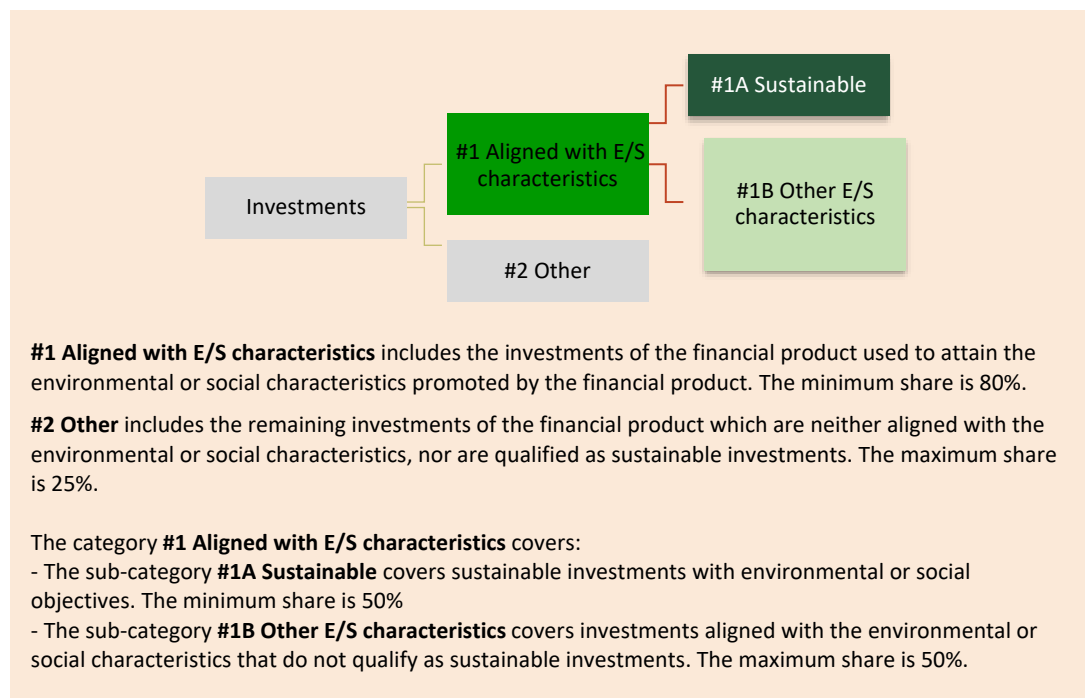 #1A Sustainable
#1 Aligned with E/S
characteristics
#1B Other E/S
characteristics
Investments
#2 Other
#1 Aligned with E/S characteristics includes the investments of the financial product used to attain the
environmental or social characteristics promoted by the financial product. The minimum share is 80%.
#2 Other includes the remaining investments of the financial product which are neither aligned with the
environmental or social characteristics, nor are qualified as sustainable investments. The maximum share
is 25%.
The category #1 Aligned with E/S characteristics covers:
- The sub-category #1A Sustainable covers sustainable investments with environmental or social
objectives. The minimum share is 50%
- The sub-category #1B Other E/S characteristics covers investments aligned with the environmental or
social characteristics that do not qualify as sustainable investments. The maximum share is 50%.